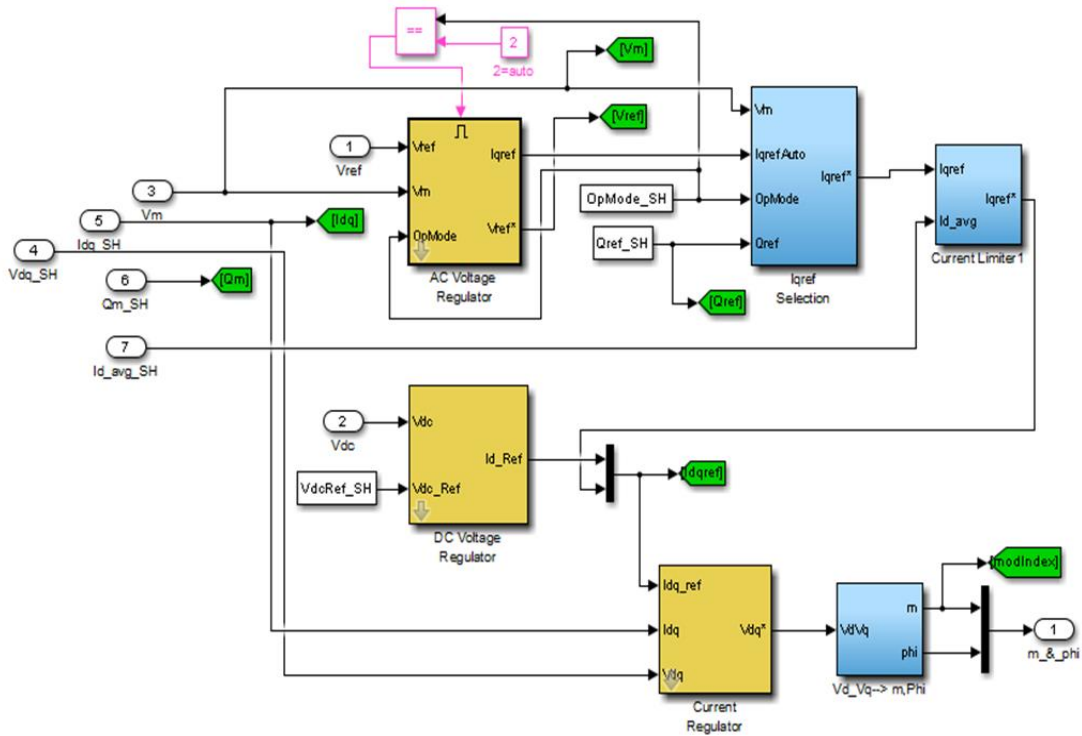 ==
2
2=auto
[Vm]
1
Vref
3
Vm
5
Idq_SH
4
Vdq_SH
6
Qm_SH
7
Id_avg_SH
[Idq]
[Qm]
Vref
Vm
OpMode
Iqref
Vref*
AC Voltage
Regulator
[Vref]
OpMode_SH
Qref_SH
[Qref]
Vm
IqrefAuto
OpMode
Qref
Iqref*
Iqref
Selection
Iqref
Id_avg
Iqref*
Current Limiter1
2
Vdc
VdcRef_SH
Vdc
Vdc_Ref
Id_Ref
DC Voltage
Regulator
[Idqref]
Idq_ref
Idq
Vdq
Vdq*
Current
Regulator
VdVq
m
phi
Vd_Vq--> m,Phi
[modIndex]
1
m_&_phi